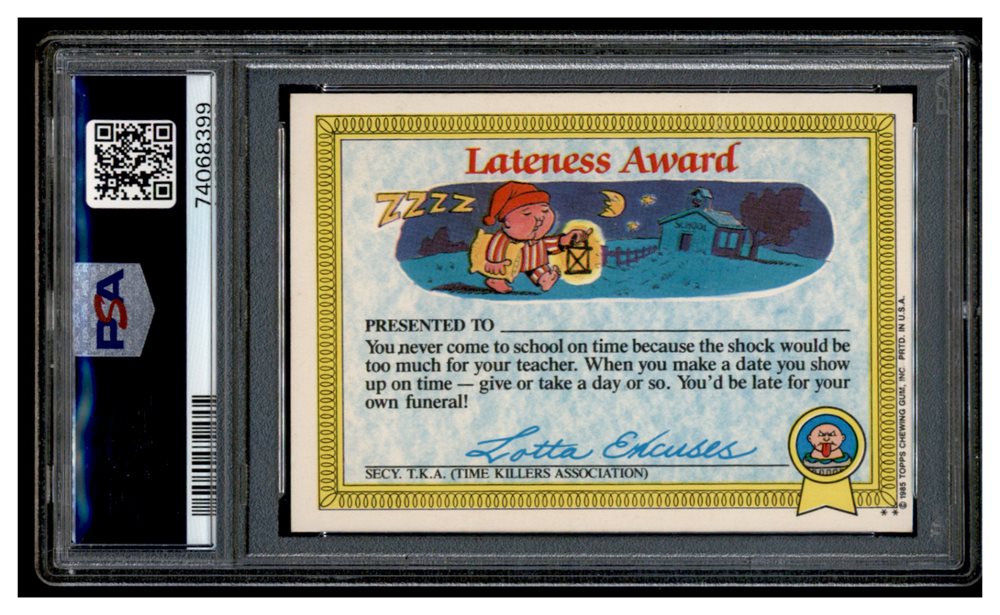 74068399
PSA
Lateness Award
ZZZZ
SCHOOL
PRESENTED TO
You never come to school on time because the shock would be
too much for your teacher. When you make a date you show
up on time — give or take a day or so. You'd be late for your
own funeral!
Lotta Excuses
SECY. T.K.A. (TIME KILLERS ASSOCIATION)
* * © 1985 TOPPS CHEWING GUM, INC. PRTD. IN U.S.A.